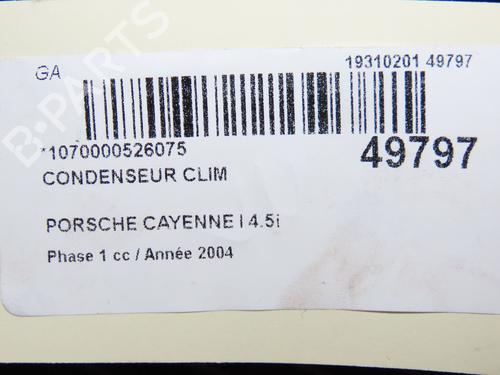 GA
19310201 49797
*1070000526075
49797
CONDENSEUR CLIM
PORSCHE CAYENNE I 4.5i
Phase 1 cc / Année 2004
B-PARTS